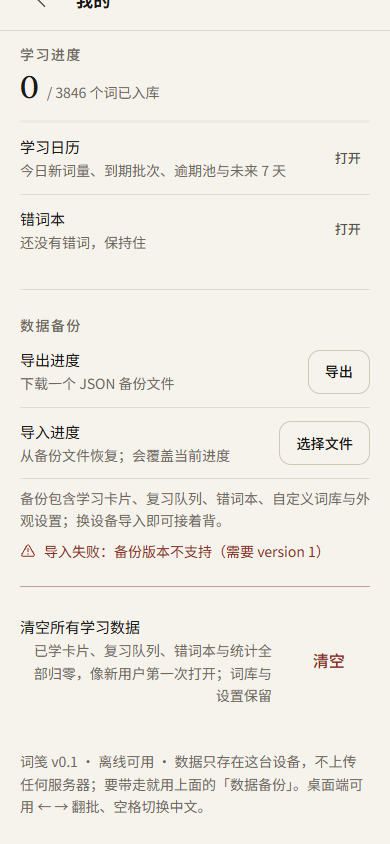 我的
学习进度
0 / 3846 个词已入库
学习日历
今日新词量、到期批次、逾期池与未来 7 天
打开
错词本
还没有错词，保持住
打开
数据备份
导出进度
下载一个 JSON 备份文件
导出
导入进度
从备份文件恢复；会覆盖当前进度
选择文件
备份包含学习卡片、复习队列、错词本、自定义词库与外
观设置；换设备导入即可接着背。
导入失败：备份版本不支持（需要 version 1）
清空所有学习数据
已学卡片、复习队列、错词本与统计全
部归零，像新用户第一次打开；词库与
设置保留
清空
词笺 v0.1 · 离线可用 · 数据只存在这台设备，不上传
任何服务器；要带走就用上面的「数据备份」。桌面端可
用 ← → 翻批、空格切换中文。